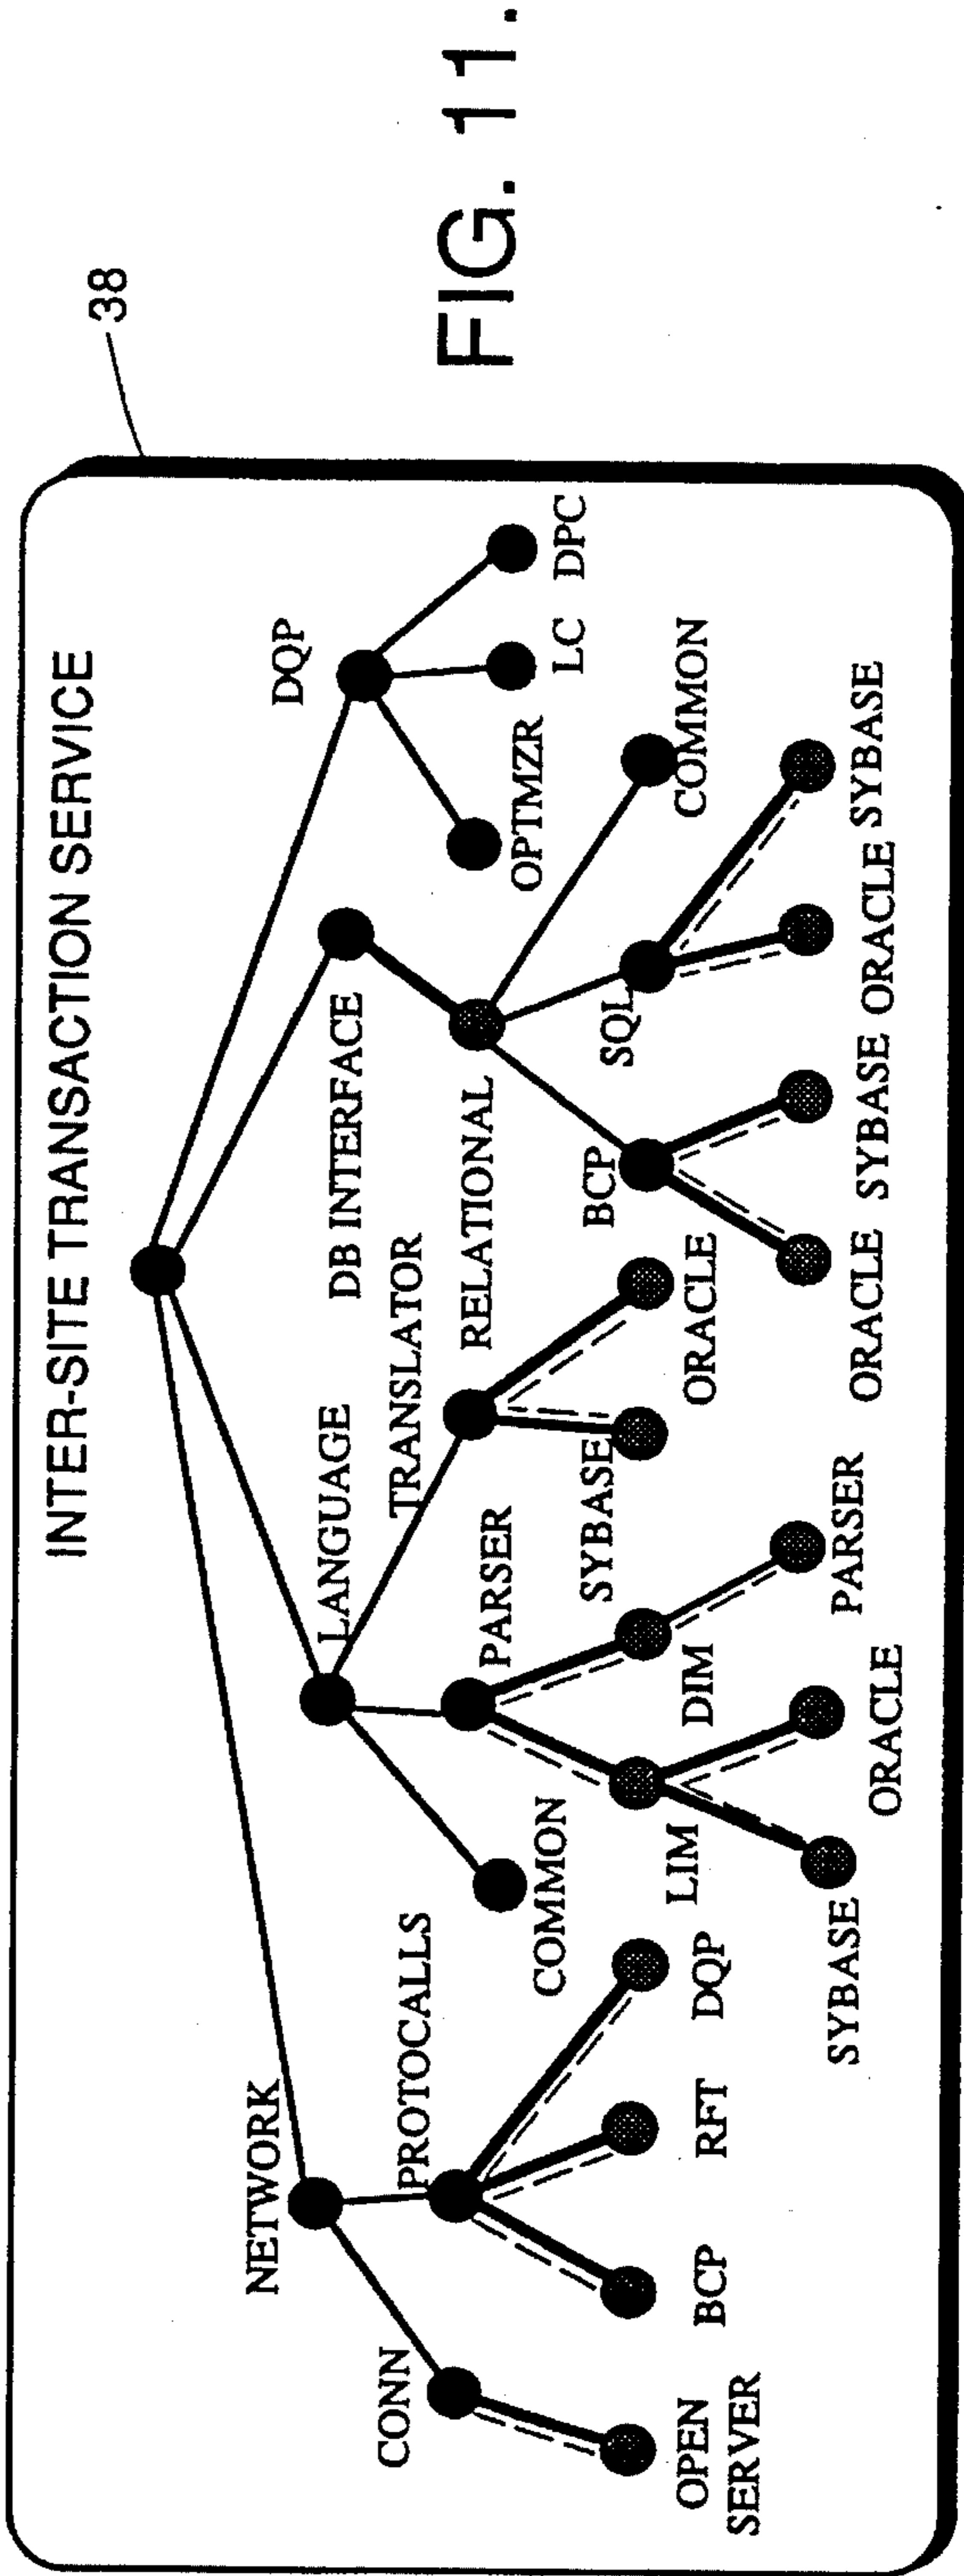 INTER-SITE TRANSACTION SERVICE
38
NETWORK
LANGUAGE
DB INTERFACE
DQP
CONN
PROTOCALLS
COMMON
PARSER
TRANSLATOR
RELATIONAL
OPTMZR
LC
DPC
OPEN
SERVER
BCP
RFT
DQP
LIM
DIM
SYBASE
ORACLE
BCP
SQL
COMMON
SYBASE
ORACLE
PARSER
ORACLE
SYBASE
ORACLE
SYBASE
FIG. 11.